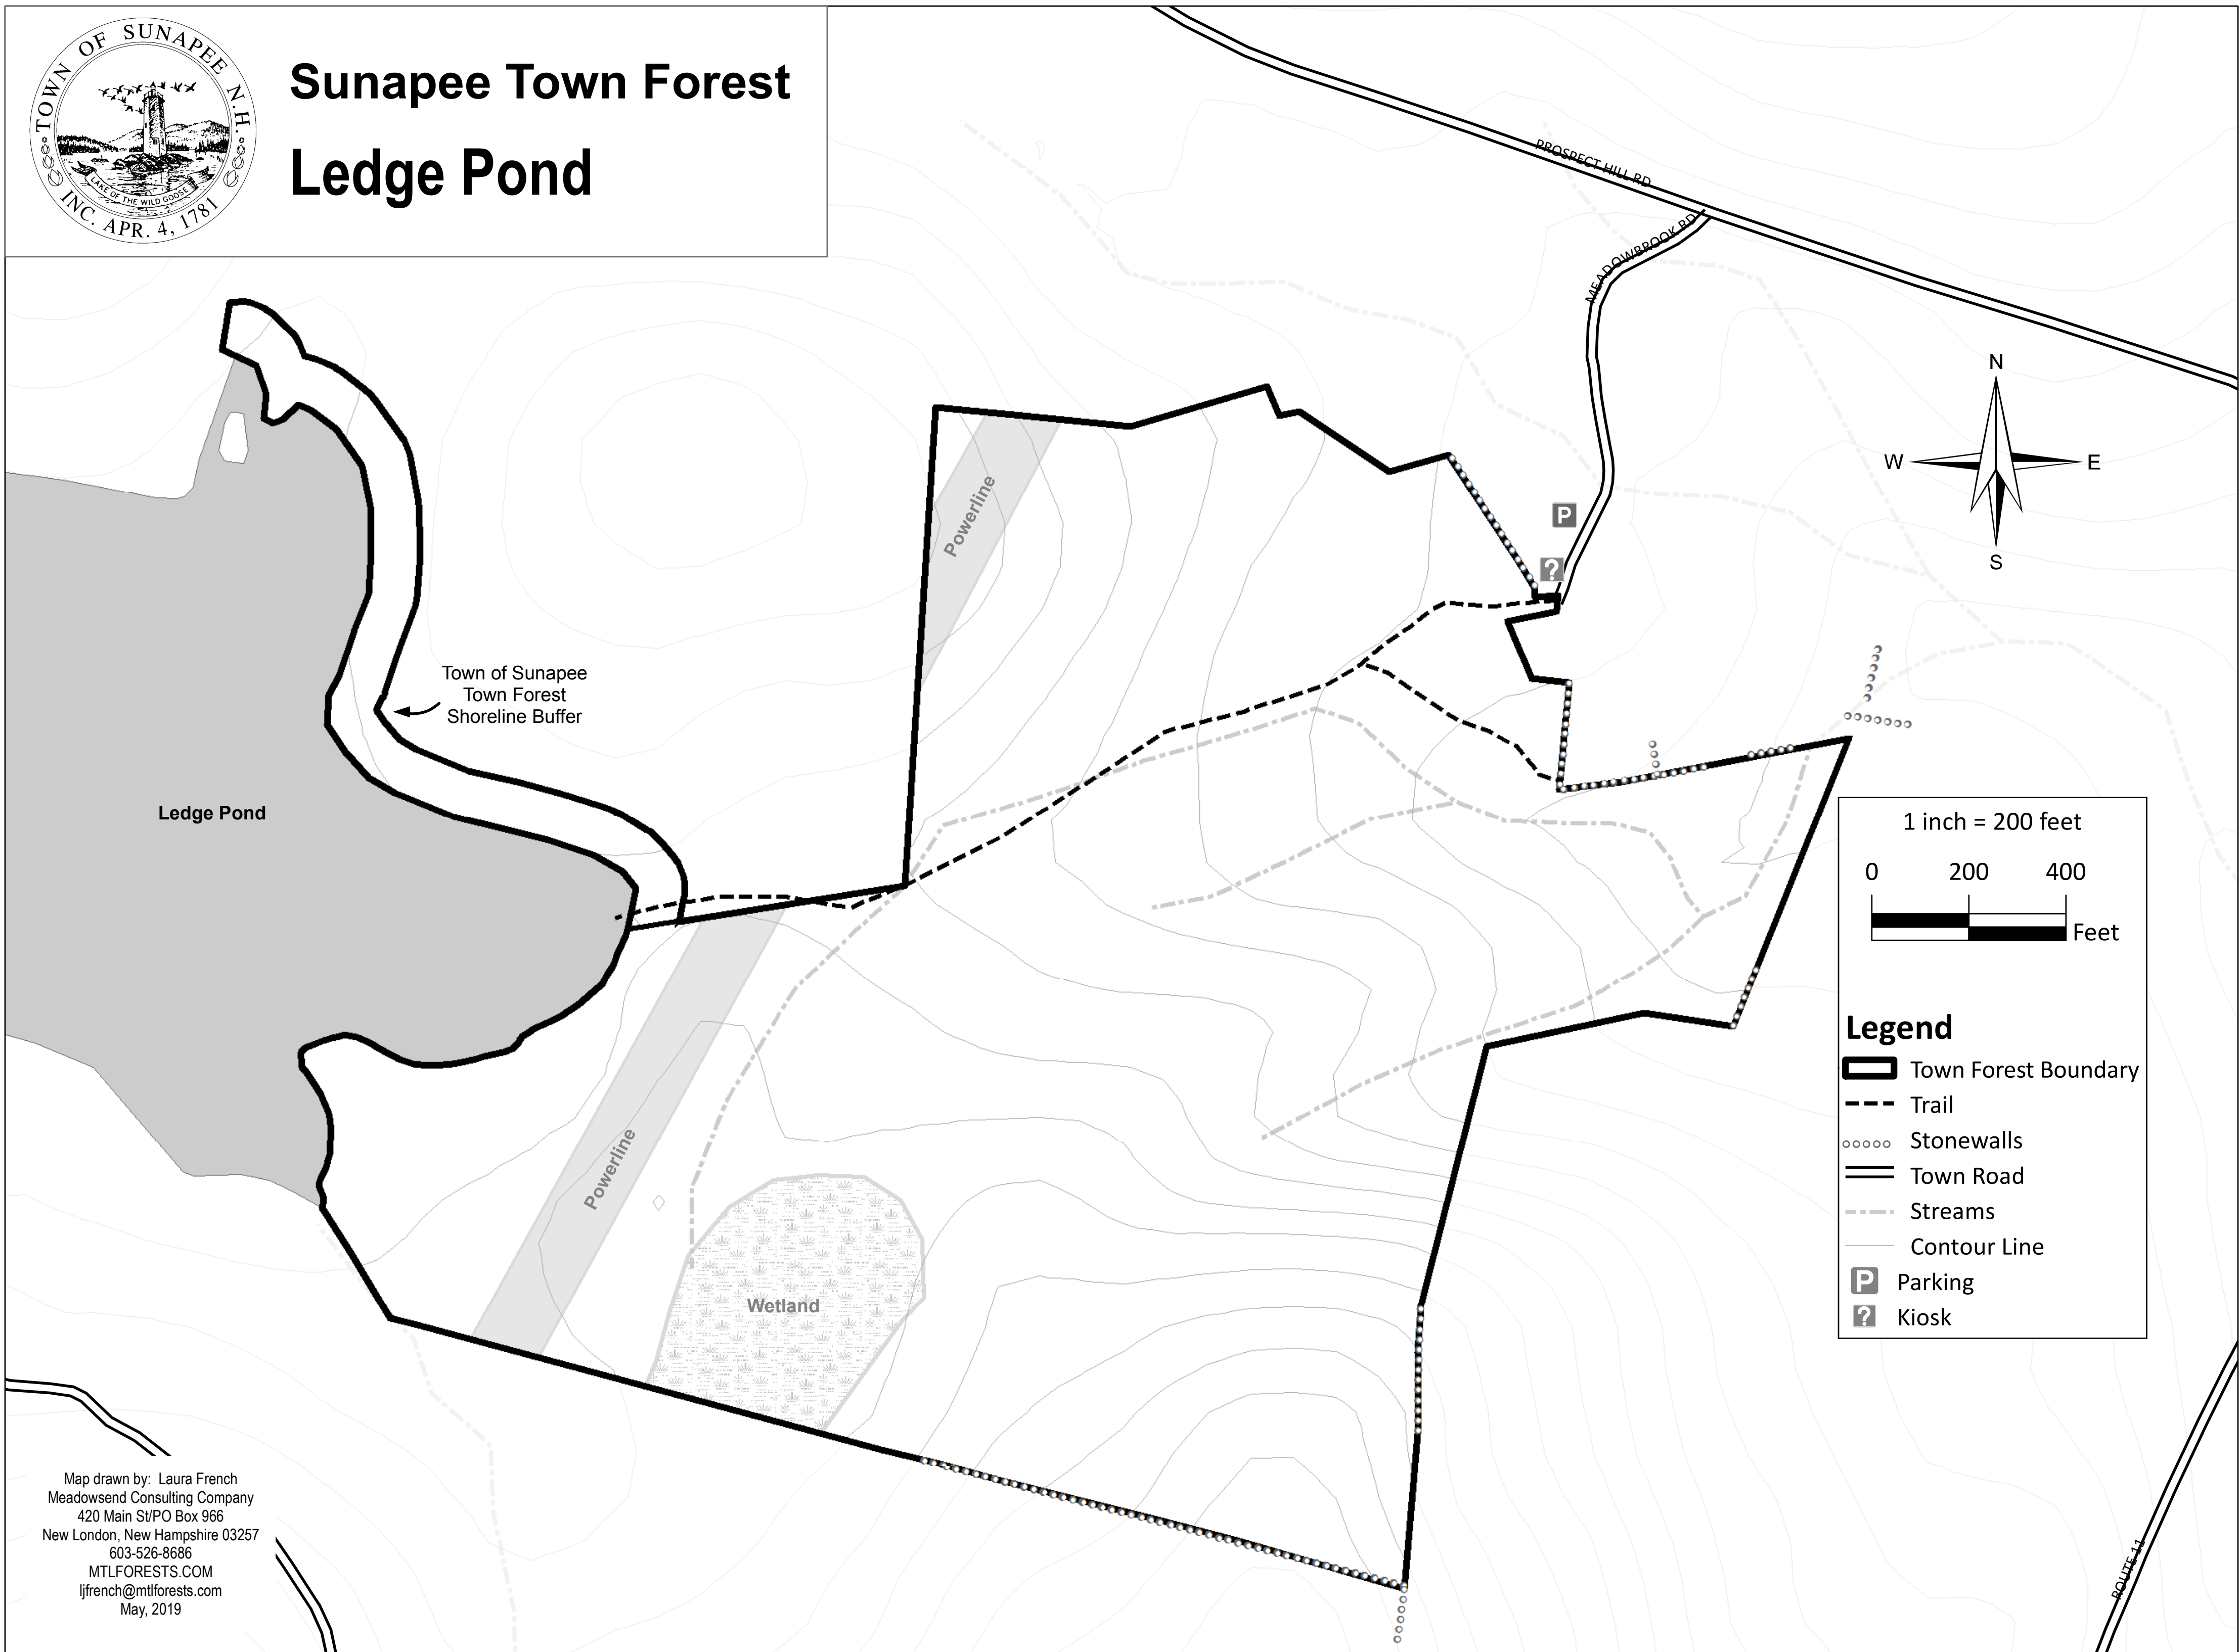 TOWN OF SUNAPEE N.H.
LAKE OF THE WILD GOOSE
INC. APR. 4, 1781
Sunapee Town Forest
Ledge Pond
PROSPECT HILL RD
MEADOWBROOK RD
N
W
E
S
P
?
Powerline
Town of Sunapee
Town Forest
Shoreline Buffer
Ledge Pond
Powerline
Wetland
1 inch = 200 feet
0 200 400
Feet
Legend
Town Forest Boundary
Trail
Stonewalls
Town Road
Streams
Contour Line
P Parking
? Kiosk
ROUTE 11
Map drawn by: Laura French
Meadowsend Consulting Company
420 Main St/PO Box 966
New London, New Hampshire 03257
603-526-8686
MTLFORESTS.COM
ljfrench@mtlforests.com
May, 2019